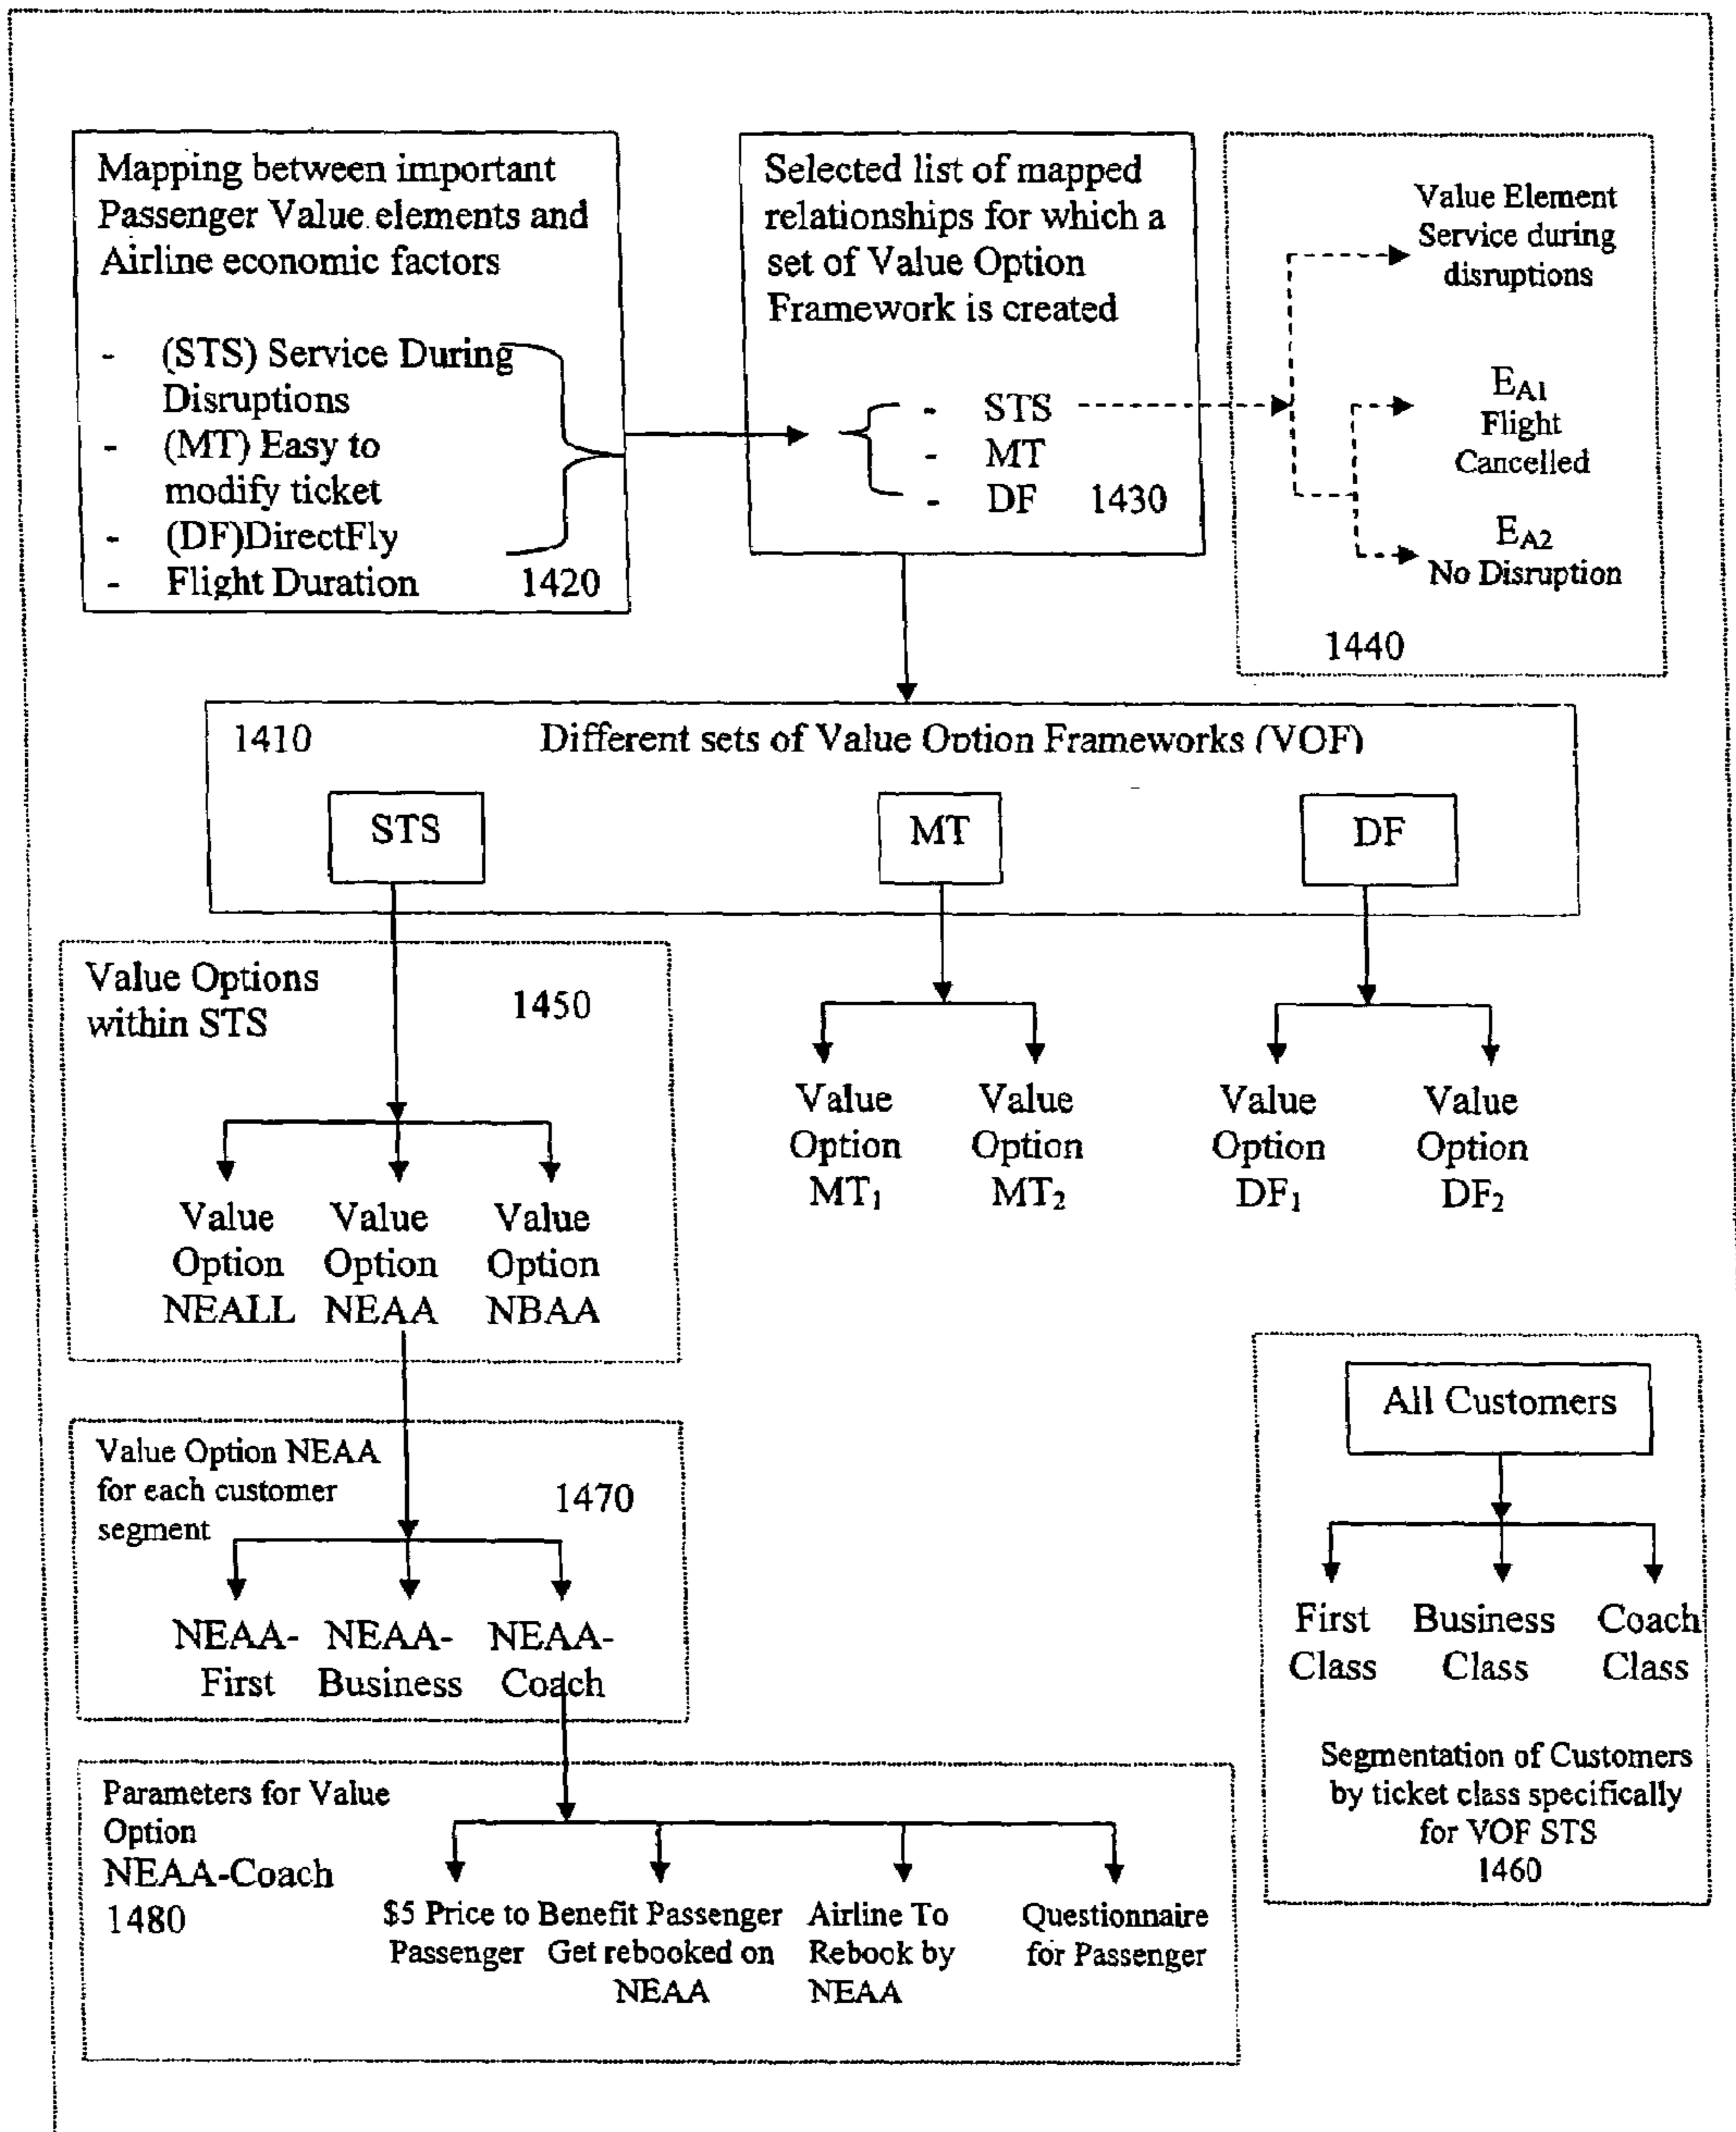 Mapping between important
Passenger Value elements and
Airline economic factors
- (STS) Service During
Disruptions
- (MT) Easy to
modify ticket
- (DF)DirectFly
- Flight Duration 1420
Selected list of mapped
relationships for which a
set of Value Option
Framework is created
- STS
- MT
- DF 1430
Value Element
Service during
disruptions
EA1
Flight
Cancelled
EA2
No Disruption
1440
1410 Different sets of Value Option Frameworks (VOF)
STS MT DF
Value Options
within STS
1450
Value Value Value
Option Option Option
NEALL NEAA NBAA
Value Value
Option Option
MT1 MT2
Value Value
Option Option
DF1 DF2
Value Option NEAA
for each customer
segment
1470
NEAA- NEAA- NEAA-
First Business Coach
All Customers
First Business Coach
Class Class Class
Segmentation of Customers
by ticket class specifically
for VOF STS
1460
Parameters for Value
Option
NEAA-Coach
1480
$5 Price to
Passenger
Benefit Passenger
Get rebooked on
NEAA
Airline To
Rebook by
NEAA
Questionnaire
for Passenger